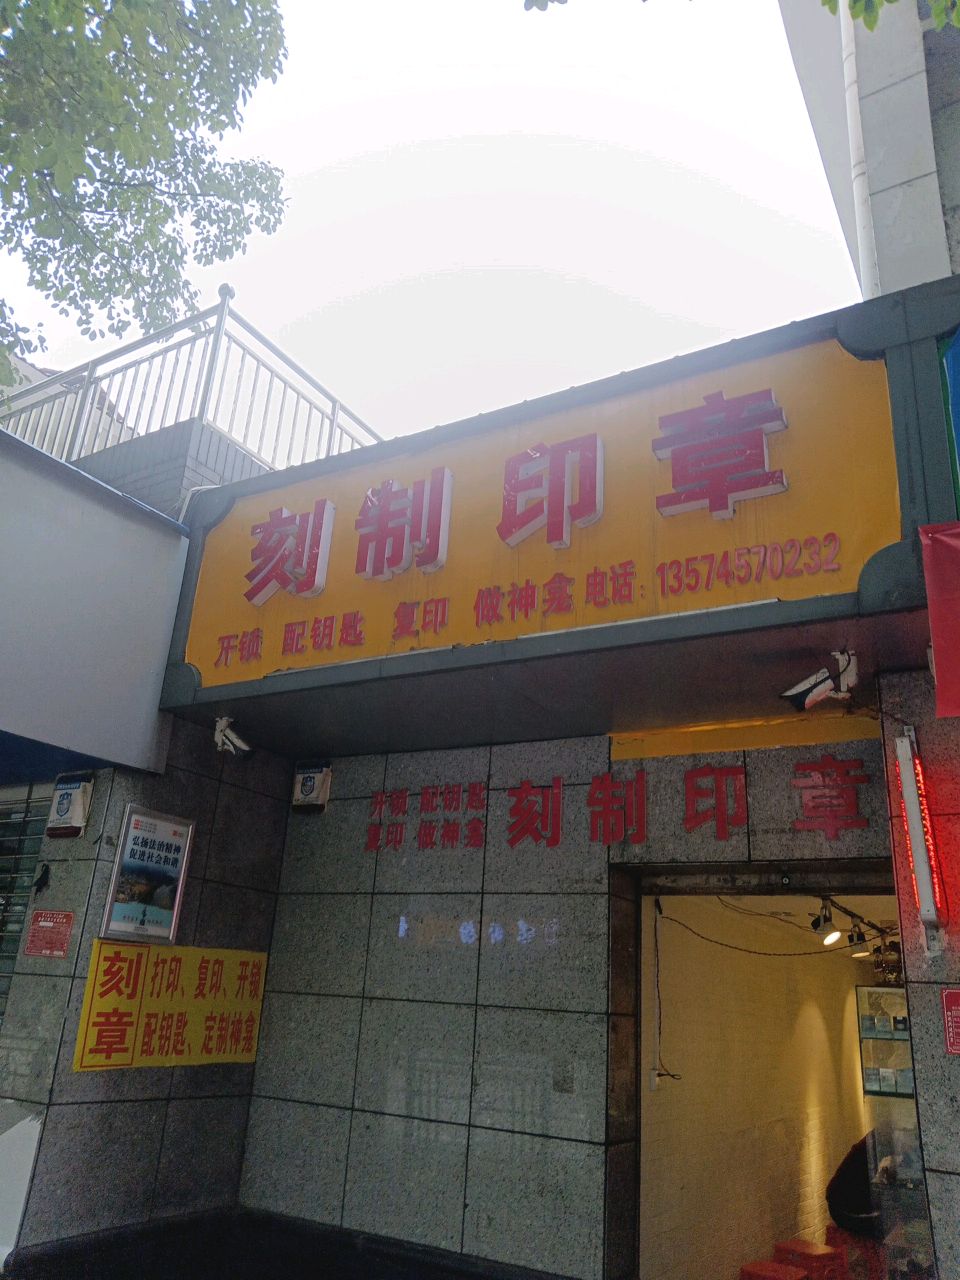 刻制印章
开锁 配钥匙 复印 做神龛 电话：13574570232
开锁 配钥匙
复印 做神龛
刻制印章
弘扬法治精神
促进社会和谐
刻章
打印、复印、开锁
配钥匙、定制神龛